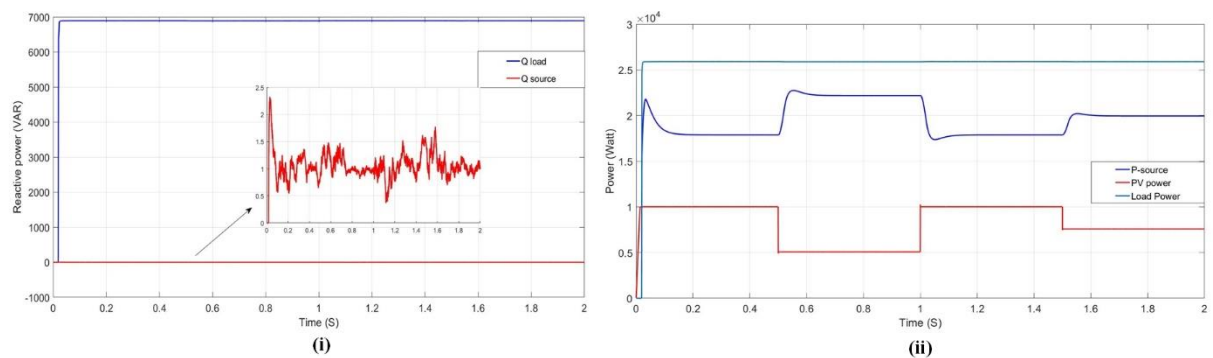 7000
6000
5000
4000
3000
2000
1000
0
-1000
Reactive power (VAR)
Q load
Q source
2.5
2
1.5
1
0.5
0
0 0.2 0.4 0.6 0.8 1 1.2 1.4 1.6 1.8 2
0 0.2 0.4 0.6 0.8 1 1.2 1.4 1.6 1.8 2
Time (S)
(i)
×10⁴
3
2.5
2
1.5
1
0.5
0
Power (Watt)
P-source
PV power
Load Power
0 0.2 0.4 0.6 0.8 1 1.2 1.4 1.6 1.8 2
Time (S)
(ii)